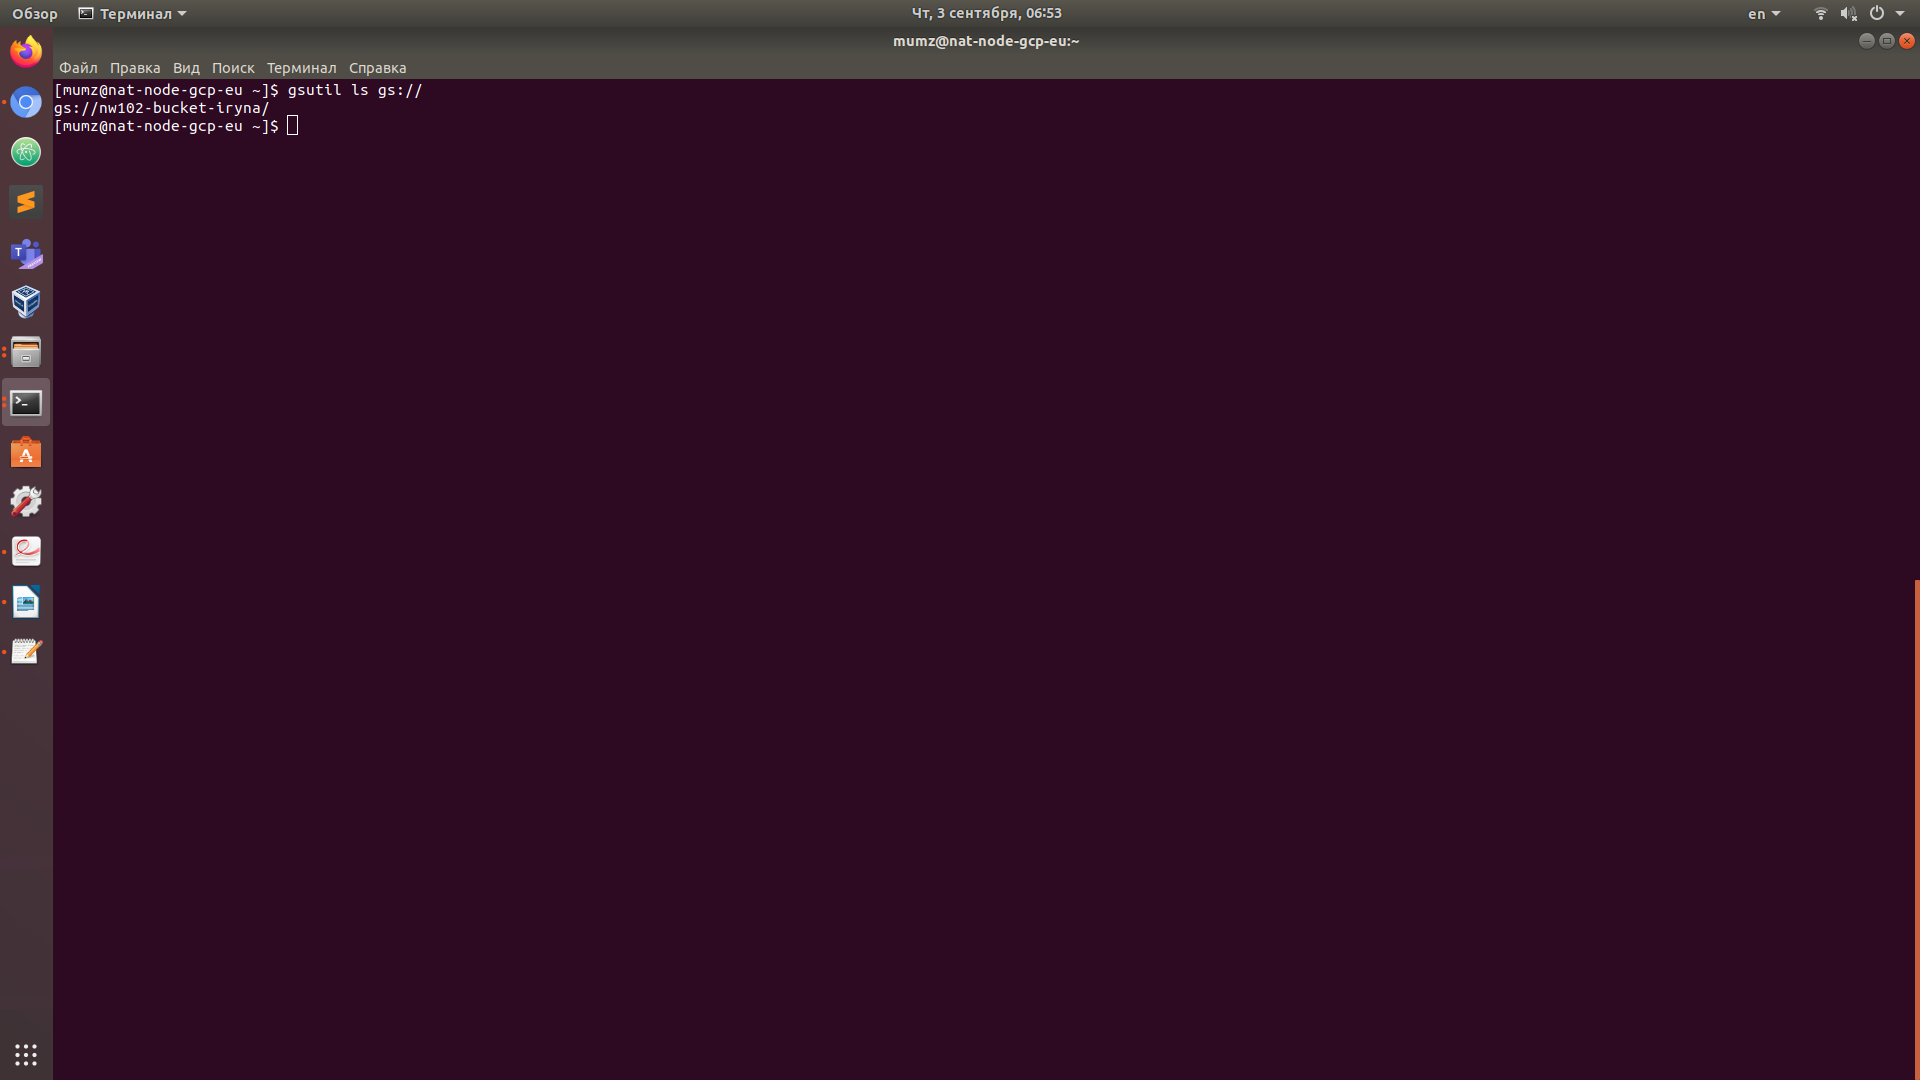 Обзор Терминал Чт, 3 сентября, 06:53 en
mumz@nat-node-gcp-eu:~
Файл Правка Вид Поиск Терминал Справка
[mumz@nat-node-gcp-eu ~]$ gsutil ls gs://
gs://nw102-bucket-iryna/
[mumz@nat-node-gcp-eu ~]$